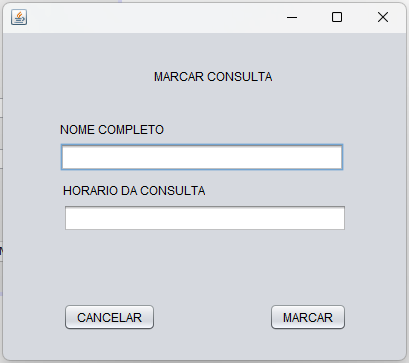 MARCAR CONSULTA
NOME COMPLETO
HORARIO DA CONSULTA
CANCELAR
MARCAR